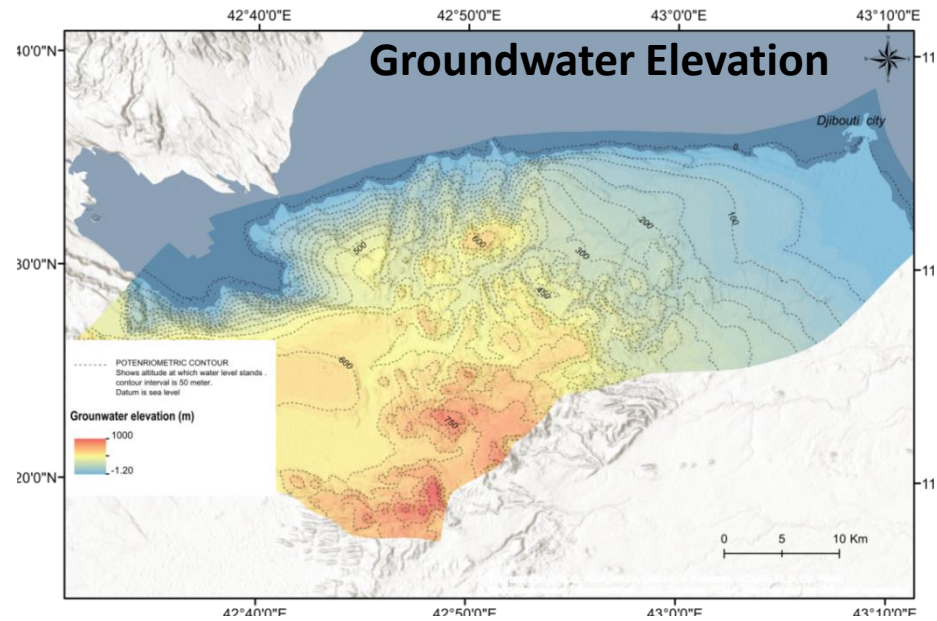 42°40'0"E 42°50'0"E 43°0'0"E 43°10'0"E
Groundwater Elevation
40'0"N
11
Djibouti city
0
600
500
200
100
300
450
30'0"N
11
600
750
POTENRIOMETRIC CONTOUR
Shows altitude at which water level stands .
contour interval is 50 meter.
Datum is sea level
Grounwater elevation (m)
1000
-1.20
20'0"N
11
0 5 10 Km
42°40'0"E 42°50'0"E 43°0'0"E 43°10'0"E